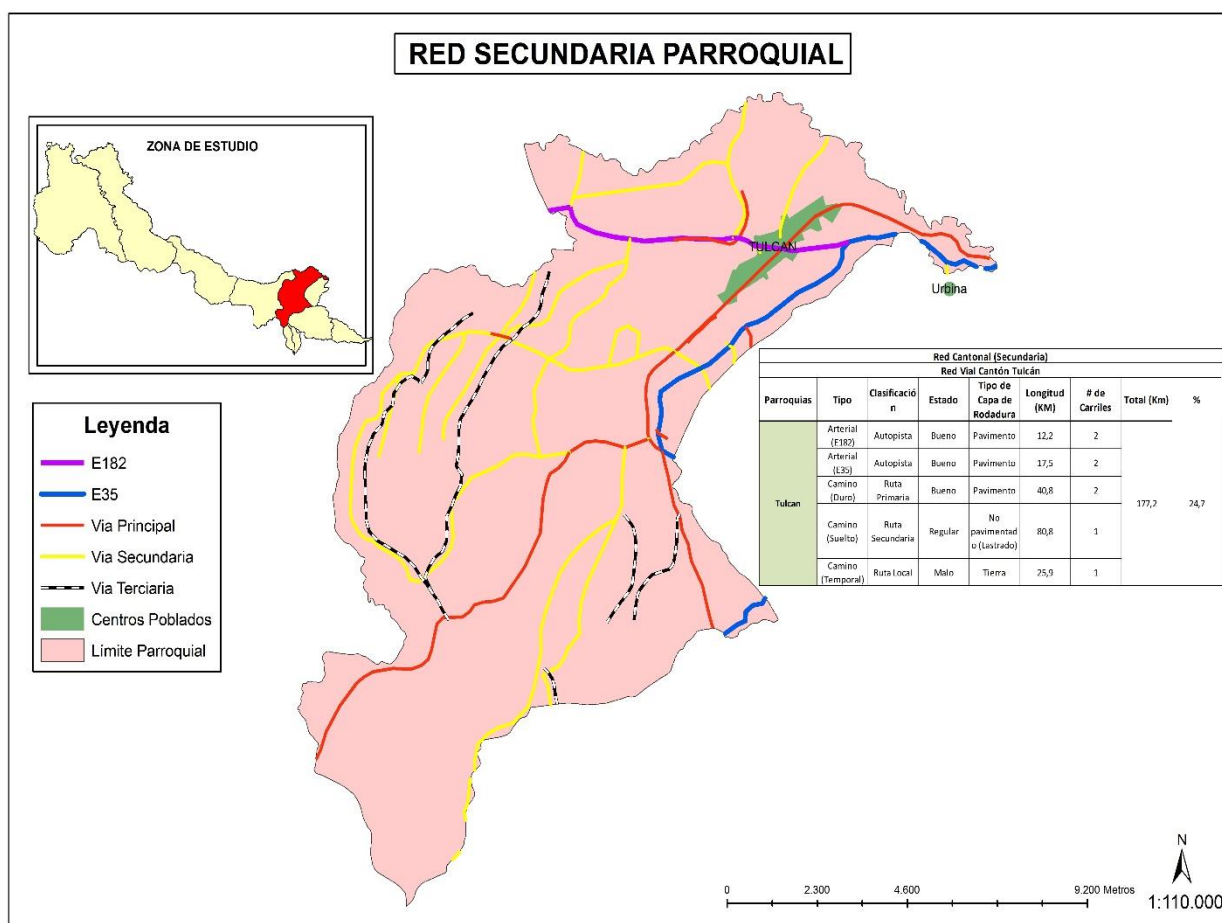 RED SECUNDARIA PARROQUIAL
ZONA DE ESTUDIO
TULCAN
Urbina
Leyenda
E182
E35
Via Principal
Via Secundaria
Via Terciaria
Centros Poblados
Limite Parroquial
Red Cantonal (Secundaria)
Red Vial Cantón Tulcán
Parroquias Tipo Clasificació n Estado Tipo de Capa de Rodadura Longitud (KM) # de Carriles Total (Km) %
Tulcan
Arterial (E182) Autopista Bueno Pavimento 12,2 2
Arterial (E35) Autopista Bueno Pavimento 17,5 2
Camino (Duro) Ruta Primaria Bueno Pavimento 40,8 2
Camino (Suelto) Ruta Secundaria Regular No pavimentad o (Lastrado) 80,8 1
Camino (Temporal) Ruta Local Malo Tierra 25,9 1
177,2 24,7
N
0 2.300 4.600 9.200 Metros
1:110.000